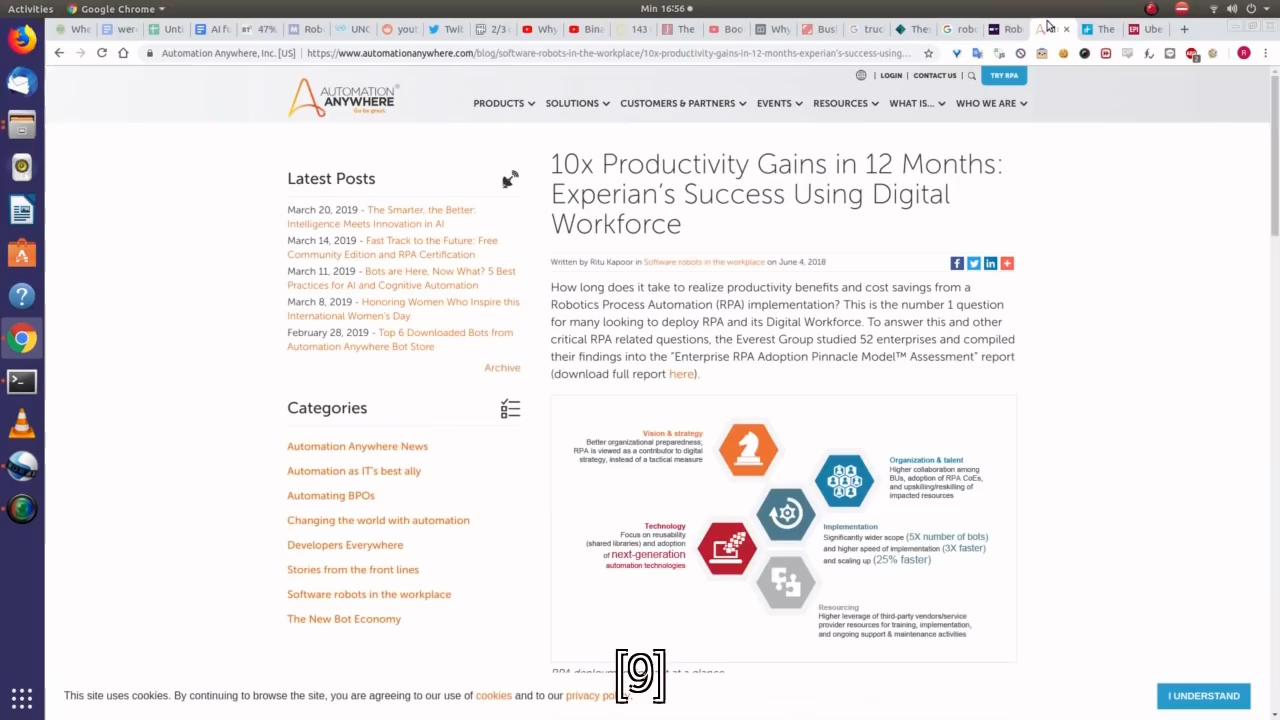 Activities
Google Chrome
Min 16:56
Automation Anywhere, Inc. [US]
https://www.automationanywhere.com/blog/software-robots-in-the-workplace/10x-productivity-gains-in-12-months-experian's-success-using...
LOGIN
CONTACT US
TRY RPA
AUTOMATION
ANYWHERE
Go be great.
PRODUCTS
SOLUTIONS
CUSTOMERS & PARTNERS
EVENTS
RESOURCES
WHAT IS...
WHO WE ARE
Latest Posts
March 20, 2019 - The Smarter, the Better:
Intelligence Meets Innovation in AI
March 14, 2019 - Fast Track to the Future: Free
Community Edition and RPA Certification
March 11, 2019 - Bots are Here, Now What? 5 Best
Practices for AI and Cognitive Automation
March 8, 2019 - Honoring Women Who Inspire this
International Women's Day
February 28, 2019 - Top 6 Downloaded Bots from
Automation Anywhere Bot Store
Archive
Categories
Automation Anywhere News
Automation as IT's best ally
Automating BPOs
Changing the world with automation
Developers Everywhere
Stories from the front lines
Software robots in the workplace
The New Bot Economy
10x Productivity Gains in 12 Months:
Experian's Success Using Digital
Workforce
Written by Ritu Kapoor in Software robots in the workplace on June 4, 2018
How long does it take to realize productivity benefits and cost savings from a
Robotics Process Automation (RPA) implementation? This is the number 1 question
for many looking to deploy RPA and its Digital Workforce. To answer this and other
critical RPA related questions, the Everest Group studied 52 enterprises and compiled
their findings into the "Enterprise RPA Adoption Pinnacle Model™ Assessment" report
(download full report here).
Vision & strategy
Better organizational preparedness;
RPA is viewed as a contributor to digital
strategy, instead of a tactical measure
Organization & talent
Higher collaboration among
BUs, adoption of RPA CoEs,
and upskilling/reskilling of
impacted resources
Technology
Focus on reusability
(shared libraries) and adoption
of next-generation
automation technologies
Implementation
Significantly wider scope (5X number of bots)
and higher speed of implementation (3X faster)
and scaling up (25% faster)
Resourcing
Higher leverage of third-party vendors/service
provider resources for training, implementation,
and ongoing support & maintenance activities
[9]
This site uses cookies. By continuing to browse the site, you are agreeing to our use of cookies and to our privacy
I UNDERSTAND